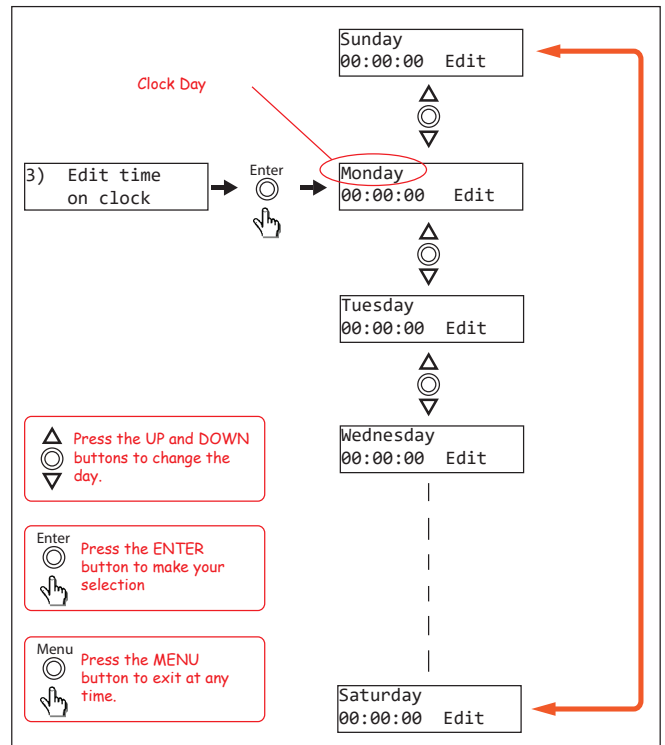 Sunday
00:00:00 Edit
Clock Day
3) Edit time
on clock
Enter
Monday
00:00:00 Edit
Tuesday
00:00:00 Edit
Wednesday
00:00:00 Edit
Press the UP and DOWN
buttons to change the
day.
Enter
Press the ENTER
button to make your
selection
Menu
Press the MENU
button to exit at any
time.
Saturday
00:00:00 Edit